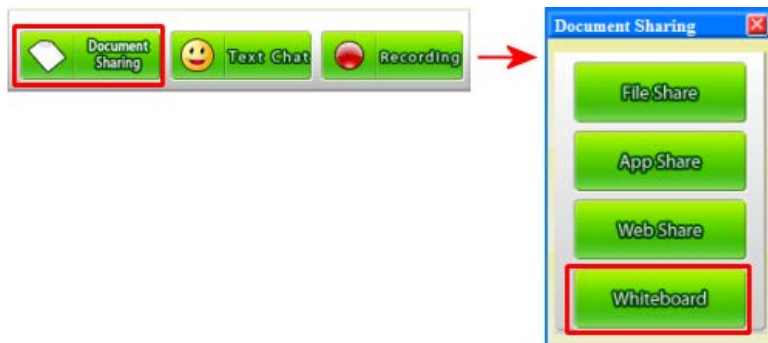 Document
Sharing
Text Chat
Recording
Document Sharing
File Share
App Share
Web Share
Whiteboard